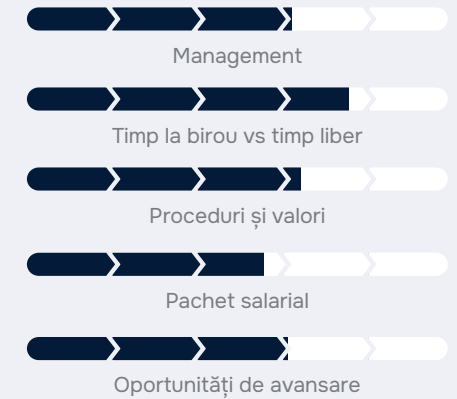 Management
Timp la birou vs timp liber
Proceduri și valori
Pachet salarial
Oportunități de avansare